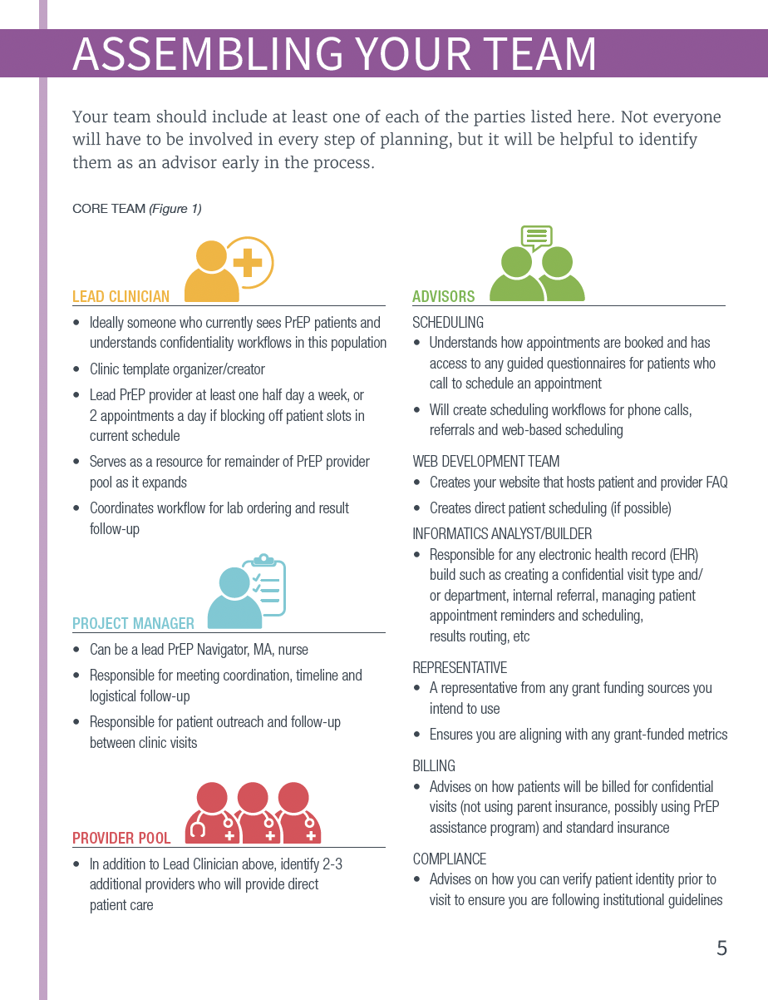 ASSEMBLING YOUR TEAM
Your team should include at least one of each of the parties listed here. Not everyone
will have to be involved in every step of planning, but it will be helpful to identify
them as an advisor early in the process.
CORE TEAM (Figure 1)
LEAD CLINICIAN
• Ideally someone who currently sees PrEP patients and
understands confidentiality workflows in this population
• Clinic template organizer/creator
• Lead PrEP provider at least one half day a week, or
2 appointments a day if blocking off patient slots in
current schedule
• Serves as a resource for remainder of PrEP provider
pool as it expands
• Coordinates workflow for lab ordering and result
follow-up
PROJECT MANAGER
• Can be a lead PrEP Navigator, MA, nurse
• Responsible for meeting coordination, timeline and
logistical follow-up
• Responsible for patient outreach and follow-up
between clinic visits
PROVIDER POOL
• In addition to Lead Clinician above, identify 2-3
additional providers who will provide direct
patient care
ADVISORS
SCHEDULING
• Understands how appointments are booked and has
access to any guided questionnaires for patients who
call to schedule an appointment
• Will create scheduling workflows for phone calls,
referrals and web-based scheduling
WEB DEVELOPMENT TEAM
• Creates your website that hosts patient and provider FAQ
• Creates direct patient scheduling (if possible)
INFORMATICS ANALYST/BUILDER
• Responsible for any electronic health record (EHR)
build such as creating a confidential visit type and/
or department, internal referral, managing patient
appointment reminders and scheduling,
results routing, etc
REPRESENTATIVE
• A representative from any grant funding sources you
intend to use
• Ensures you are aligning with any grant-funded metrics
BILLING
• Advises on how patients will be billed for confidential
visits (not using parent insurance, possibly using PrEP
assistance program) and standard insurance
COMPLIANCE
• Advises on how you can verify patient identity prior to
visit to ensure you are following institutional guidelines
5